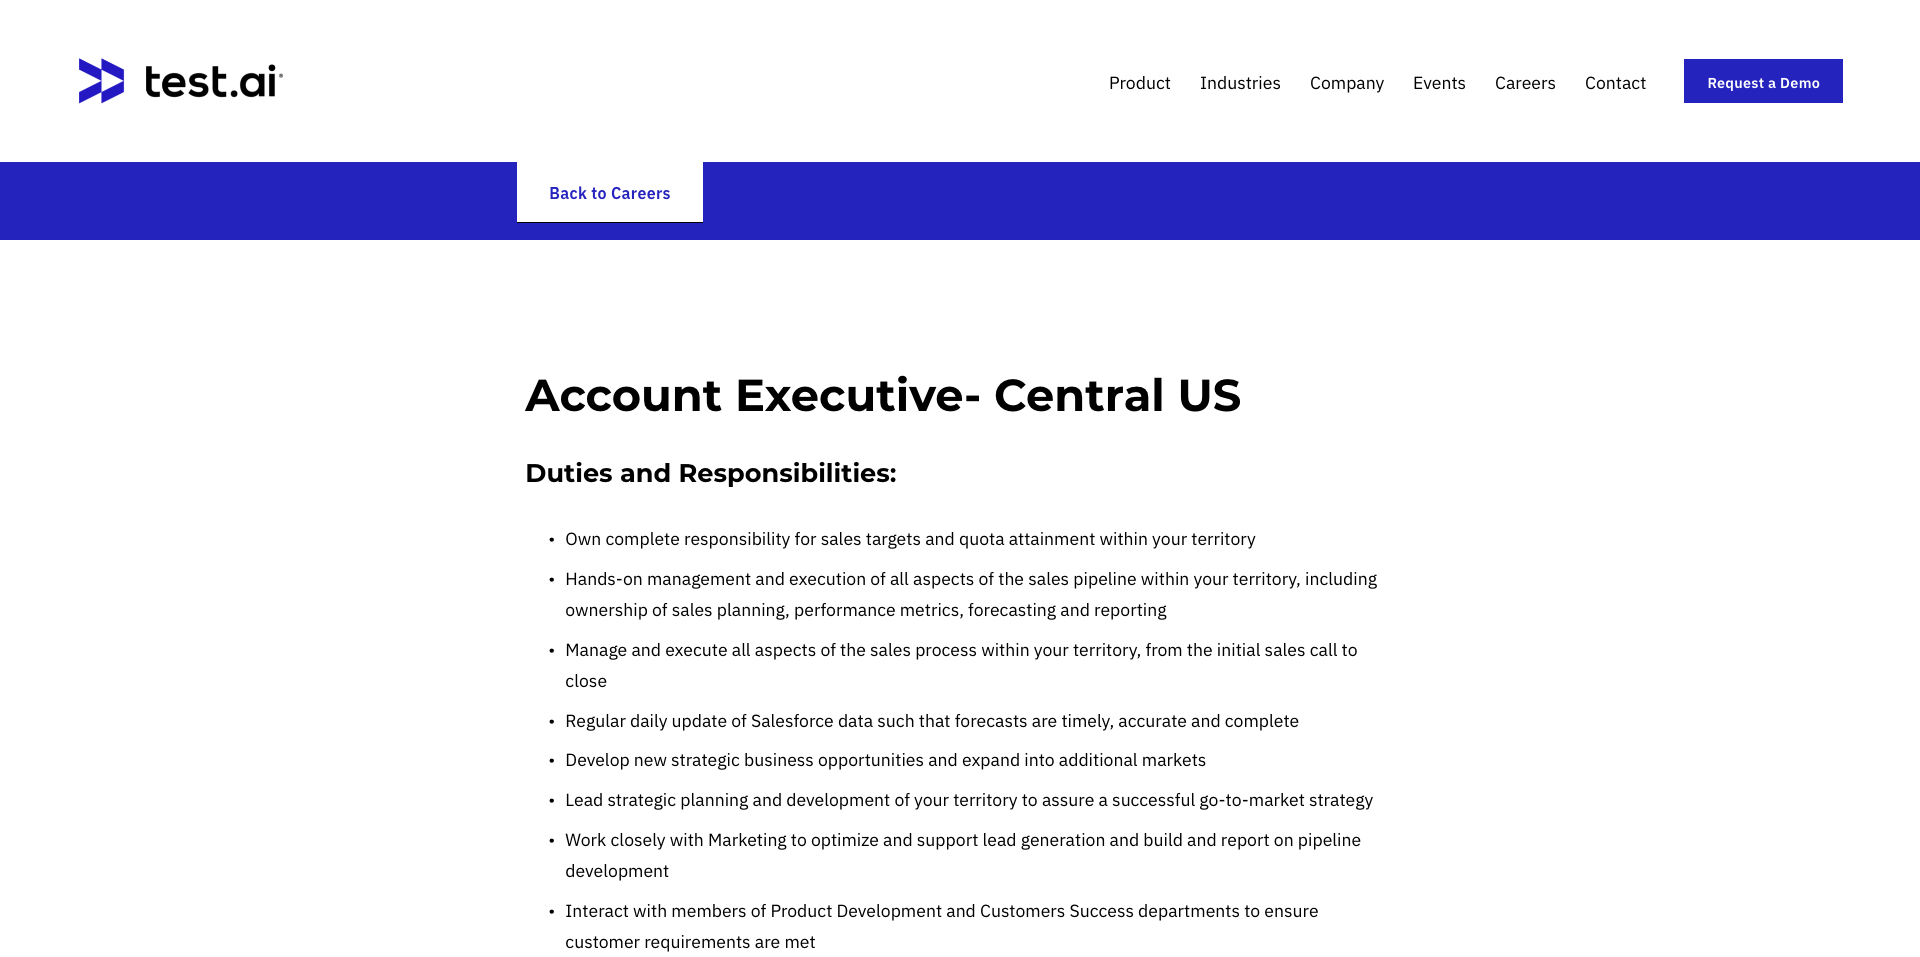 test.ai
Product
Industries
Company
Events
Careers
Contact
Request a Demo
Back to Careers
Account Executive- Central US
Duties and Responsibilities:
• Own complete responsibility for sales targets and quota attainment within your territory
• Hands-on management and execution of all aspects of the sales pipeline within your territory, including
ownership of sales planning, performance metrics, forecasting and reporting
• Manage and execute all aspects of the sales process within your territory, from the initial sales call to
close
• Regular daily update of Salesforce data such that forecasts are timely, accurate and complete
• Develop new strategic business opportunities and expand into additional markets
• Lead strategic planning and development of your territory to assure a successful go-to-market strategy
• Work closely with Marketing to optimize and support lead generation and build and report on pipeline
development
• Interact with members of Product Development and Customers Success departments to ensure
customer requirements are met